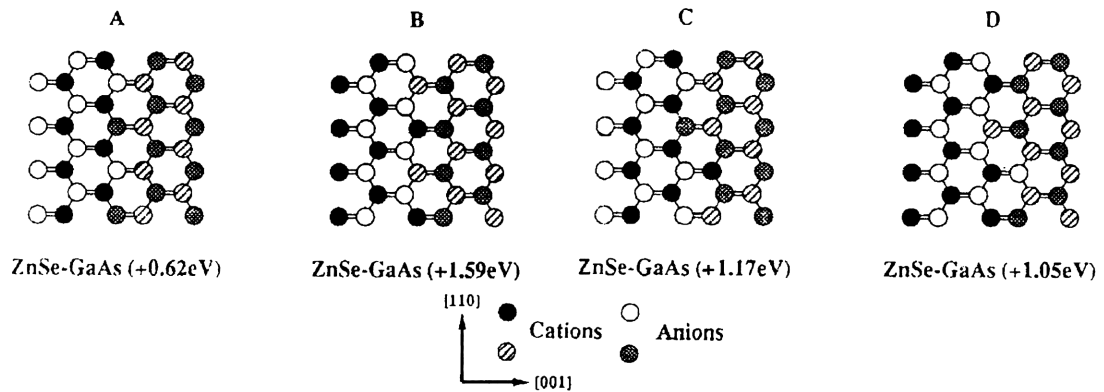 A B C D
ZnSe-GaAs (+0.62eV) ZnSe-GaAs (+1.59eV) ZnSe-GaAs (+1.17eV) ZnSe-GaAs (+1.05eV)
[110]
Cations Anions
[001]